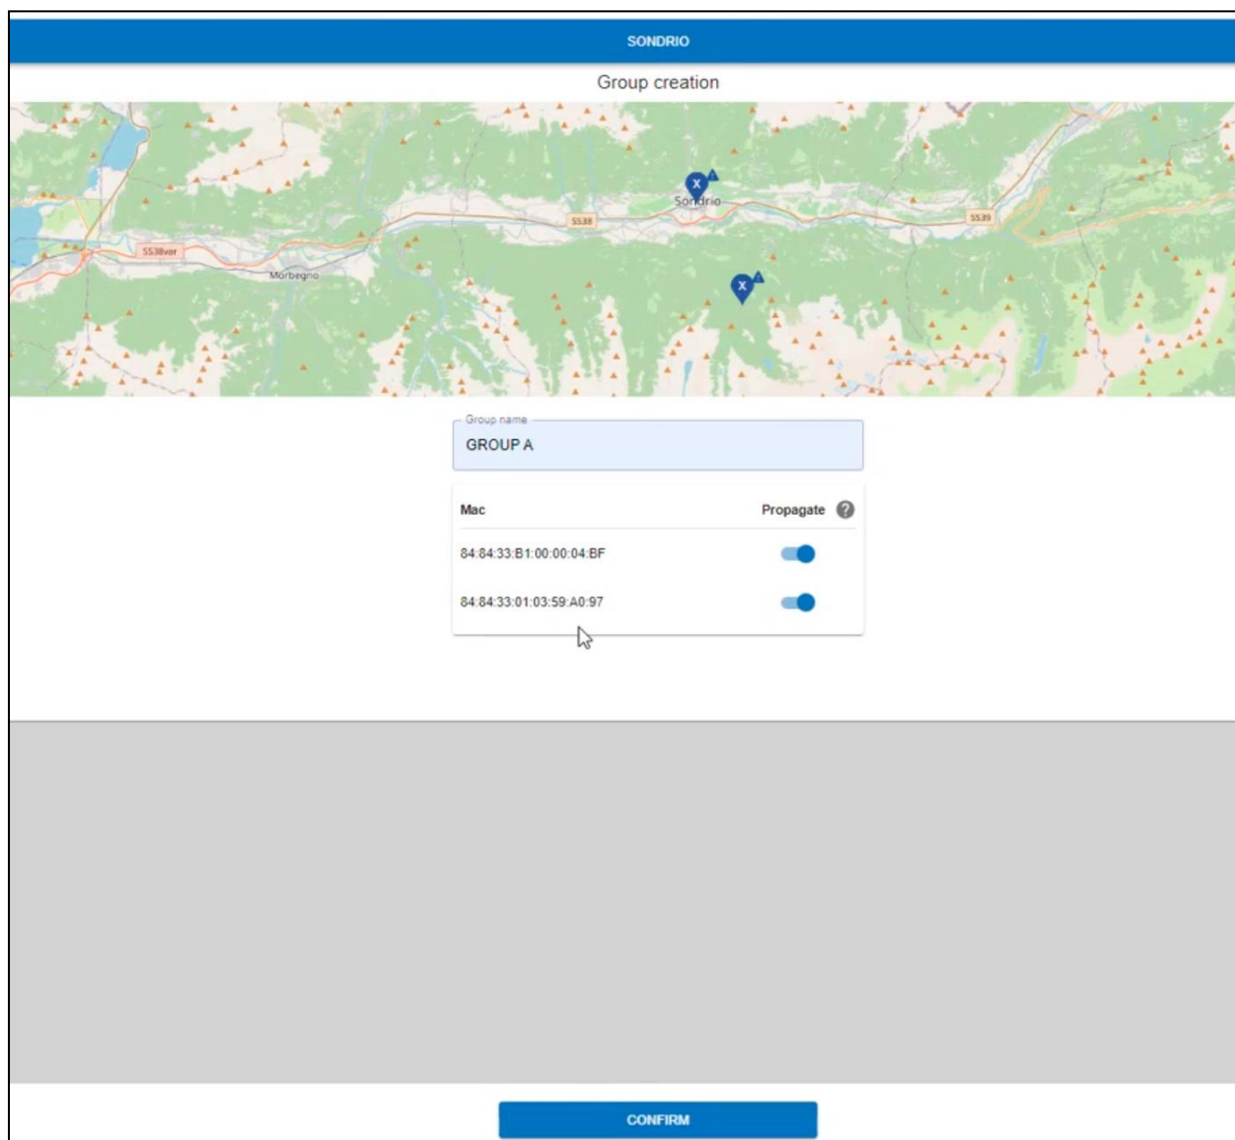 SONDRIO
Group creation
X
Sondrio
SS38
SS39
SS38var
Morbegno
X
Group name
GROUP A
Mac Propagate ?
84:84:33:B1:00:00:04:BF
84:84:33:01:03:59:A0:97
CONFIRM